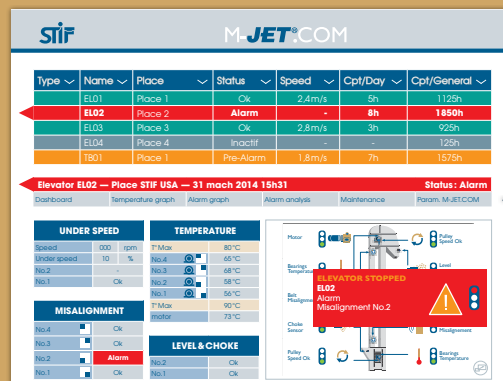 STIF
M-JET®.COM
Type Name Place Status Speed Cpt/Day Cpt/General
EL01 Place 1 Ok 2,4m/s 5h 1125h
EL02 Place 2 Alarm - 8h 1850h
EL03 Place 3 Ok 2,8m/s 3h 925h
EL04 Place 4 Inactif - - 125h
TB01 Place 1 Pre-Alarm 1,8m/s 7h 1575h
Elevator EL02 — Place STIF USA — 31 mach 2014 15h31 Status: Alarm
Dashboard Temperature graph Alarm graph Alarm analysis Maintenance Param. M-JET.COM
UNDER SPEED
Speed 000 rpm
Under speed 10 %
No.2 -
No.1 Ok
MISALIGNMENT
No.4 Ok
No.3 Ok
No.2 Alarm
No.1 Ok
TEMPERATURE
T°Max 80°C
No.4 65°C
No.3 68°C
No.2 58°C
No.1 56°C
T°Max 90°C
motor 73°C
LEVEL & CHOKE
No.2 Ok
No.1 Ok
Motor
Pulley
Speed Ok
Bearings
Level
ELEVATOR STOPPED
EL02
Alarm
Misalignment No.2
Belt
Choke
Sensor
Misalignement
Pulley
Speed Ok
Bearings
Temperature